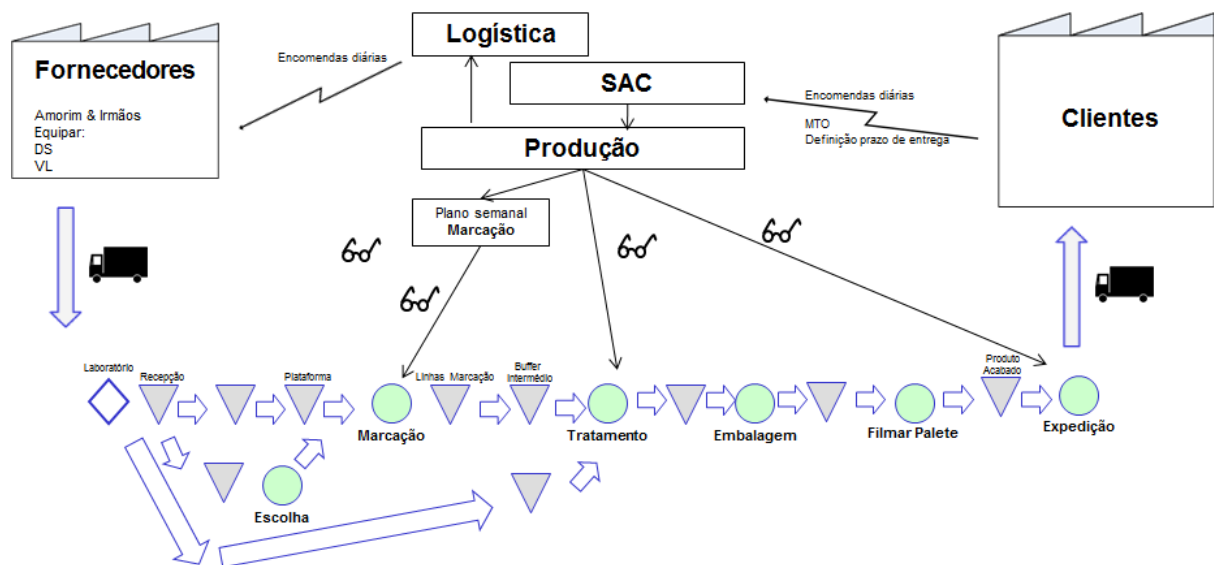 Logística
Fornecedores
Encomendas diárias
SAC
Encomendas diárias
Clientes
Amorim & Irmãos
Equipar:
DS
VL
MTO
Definição prazo de entrega
Produção
Plano semanal
Marcação
Laboratório
Recepção
Plataforma
Linhas Marcação
Buffer
Intermédio
Produto
Acabado
Marcação
Tratamento
Embalagem
Filmar Palete
Expedição
Escolha